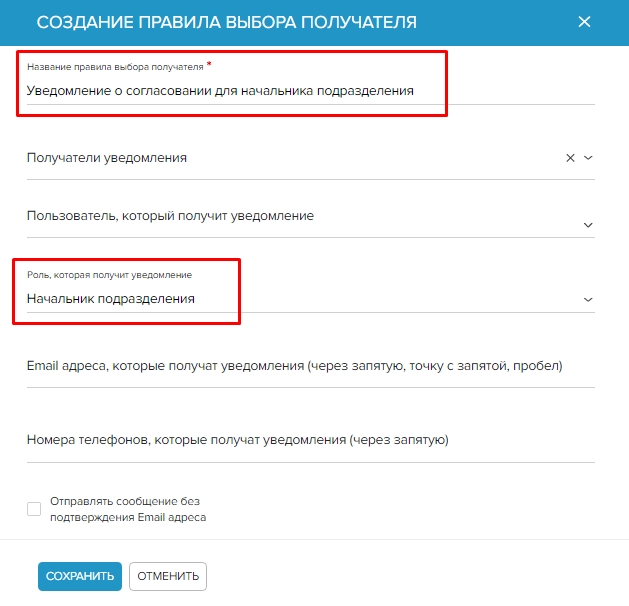 СОЗДАНИЕ ПРАВИЛА ВЫБОРА ПОЛУЧАТЕЛЯ
Название правила выбора получателя *
Уведомление о согласовании для начальника подразделения
Получатели уведомления
Пользователь, который получит уведомление
Роль, которая получит уведомление
Начальник подразделения
Email адреса, которые получат уведомления (через запятую, точку с запятой, пробел)
Номера телефонов, которые получат уведомления (через запятую)
Отправлять сообщение без
подтверждения Email адреса
СОХРАНИТЬ ОТМЕНИТЬ